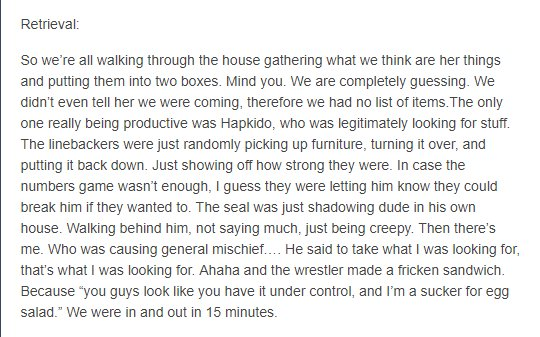 Retrieval:
So we're all walking through the house gathering what we think are her things
and putting them into two boxes. Mind you. We are completely guessing. We
didn't even tell her we were coming, therefore we had no list of items.The only
one really being productive was Hapkido, who was legitimately looking for stuff.
The linebackers were just randomly picking up furniture, turning it over, and
putting it back down. Just showing off how strong they were. In case the
numbers game wasn't enough, I guess they were letting him know they could
break him if they wanted to. The seal was just shadowing dude in his own
house. Walking behind him, not saying much, just being creepy. Then there's
me. Who was causing general mischief.... He said to take what I was looking for,
that's what I was looking for. Ahaha and the wrestler made a fricken sandwich.
Because “you guys look like you have it under control, and I'm a sucker for egg
salad.” We were in and out in 15 minutes.